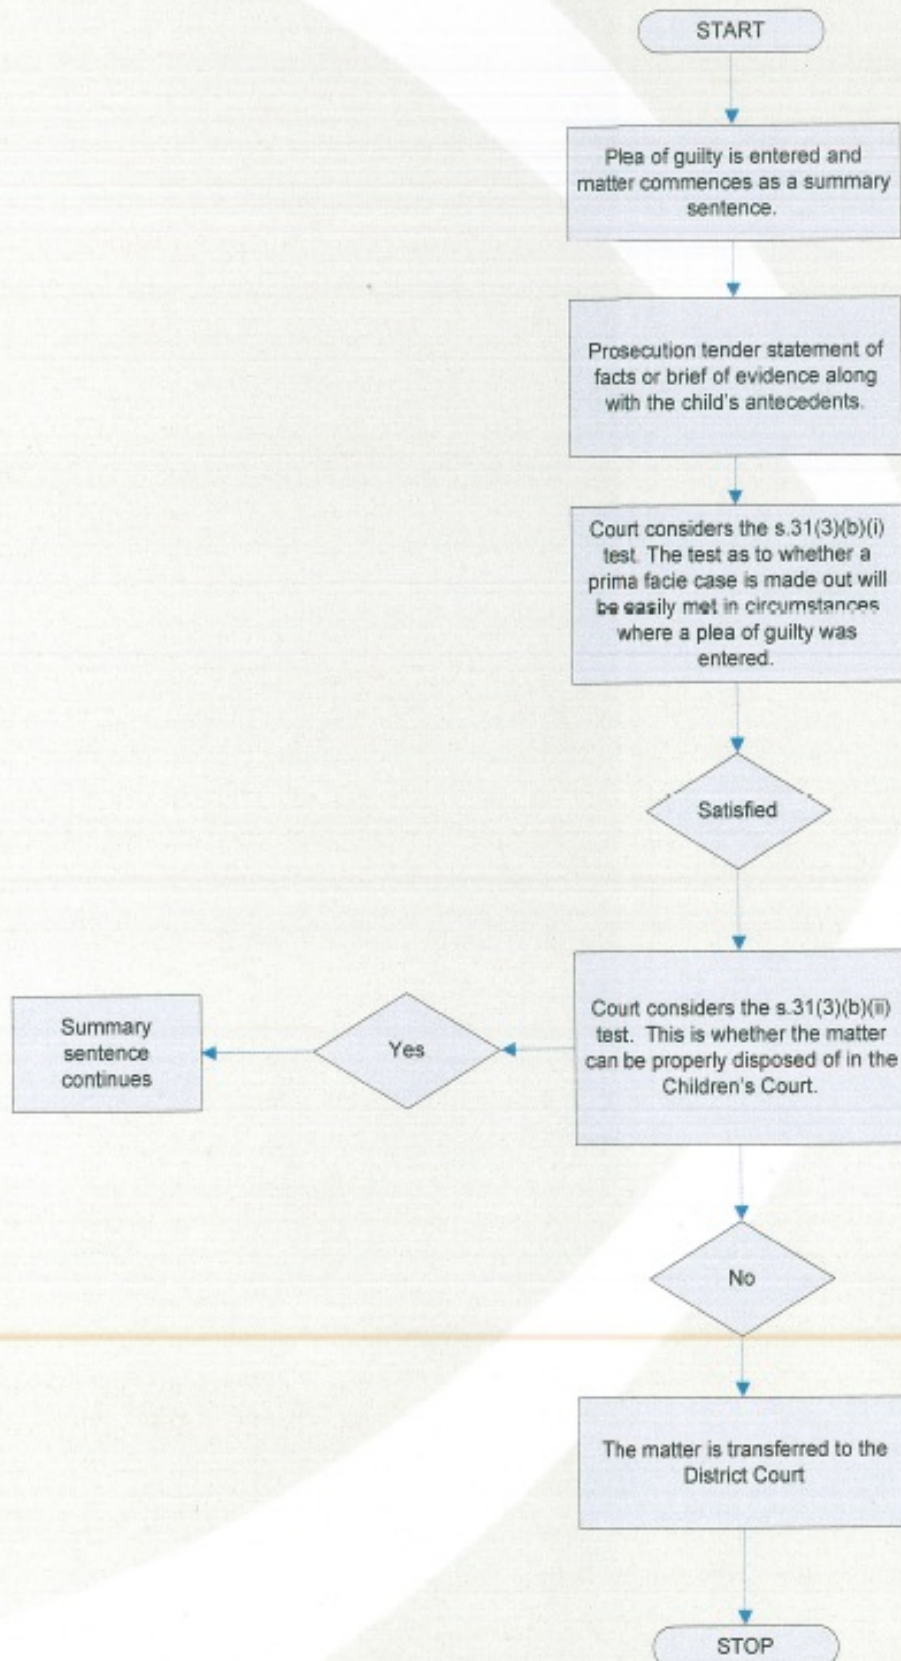 START
Plea of guilty is entered and
matter commences as a summary
sentence.
Prosecution tender statement of
facts or brief of evidence along
with the child's antecedents.
Court considers the s.31(3)(b)(i)
test. The test as to whether a
prima facie case is made out will
be easily met in circumstances
where a plea of guilty was
entered.
Satisfied
Court considers the s.31(3)(b)(ii)
test. This is whether the matter
can be properly disposed of in the
Children's Court.
Yes
Summary
sentence
continues
No
The matter is transferred to the
District Court
STOP